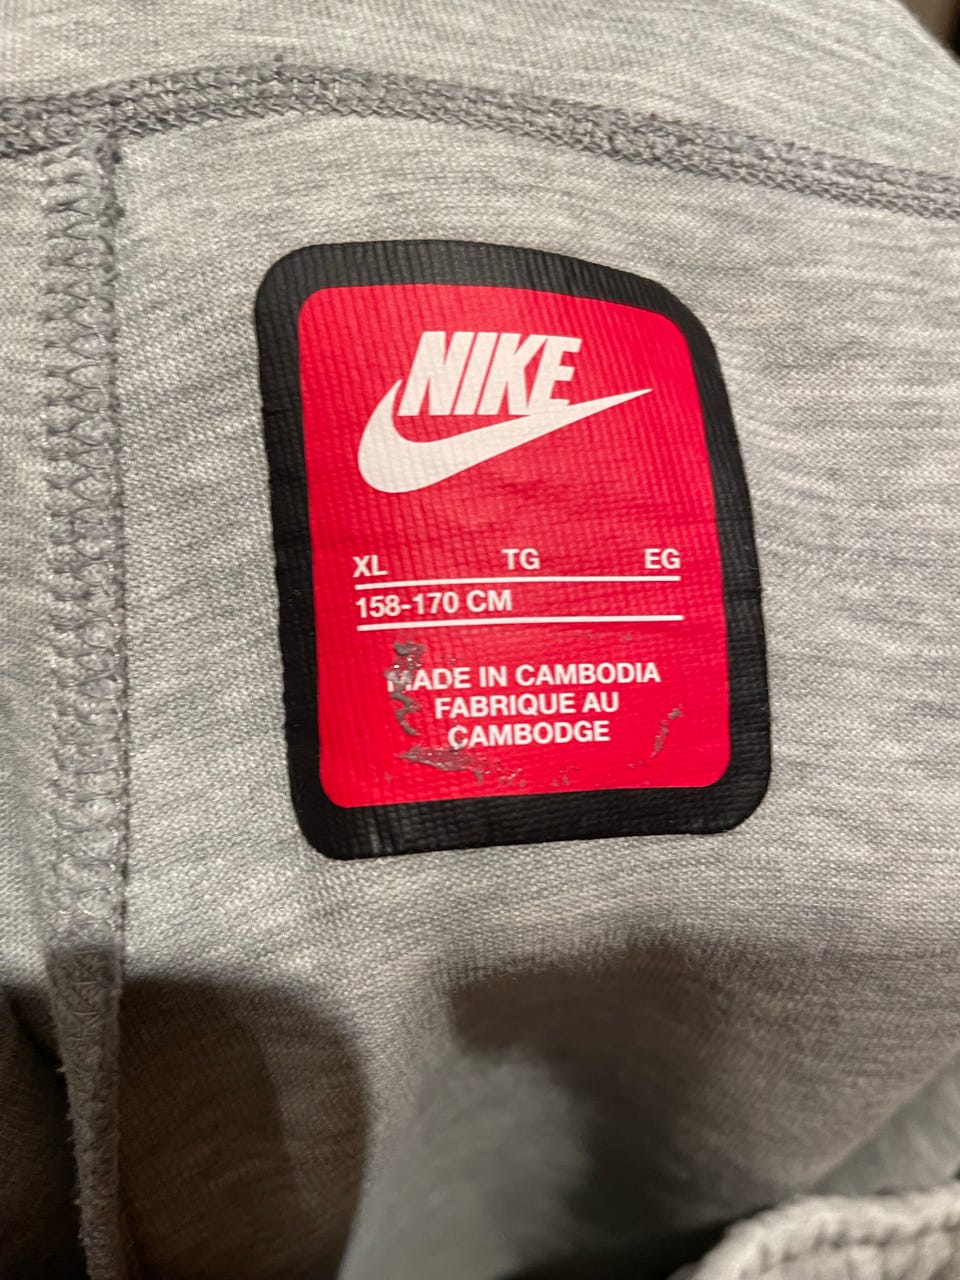 NIKE
XL TG EG
158-170 CM
MADE IN CAMBODIA
FABRIQUE AU
CAMBODGE